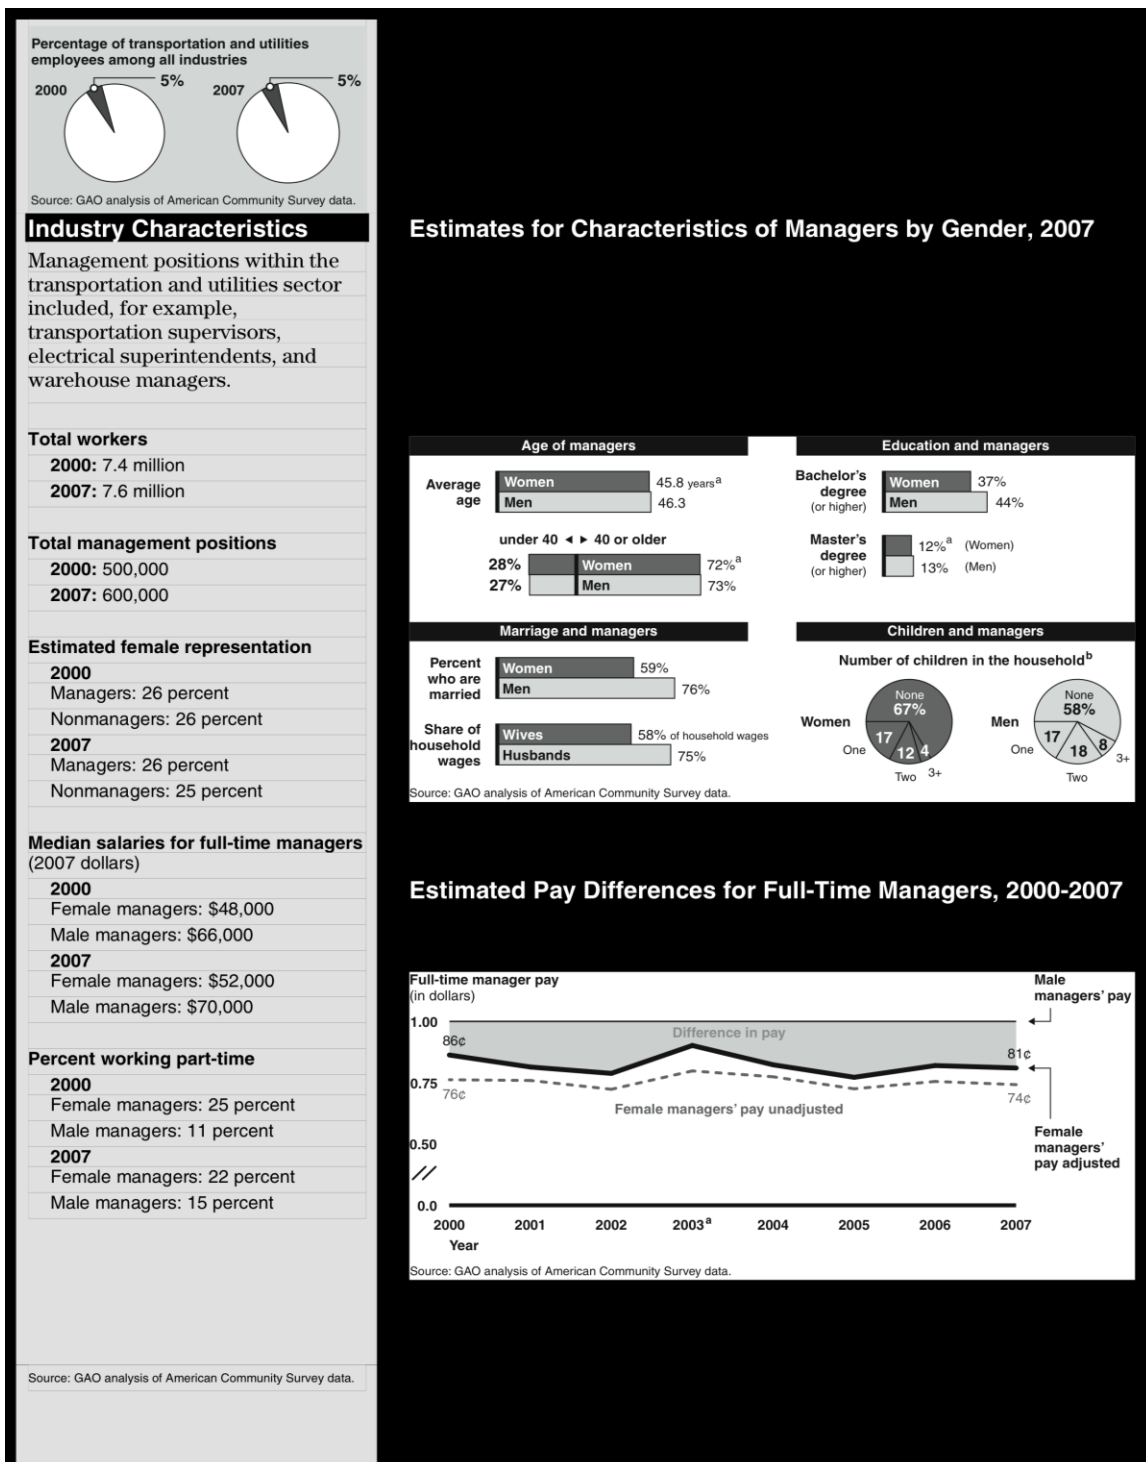 Percentage of transportation and utilities
employees among all industries
2000
5%
2007
5%
Source: GAO analysis of American Community Survey data.
Industry Characteristics
Management positions within the
transportation and utilities sector
included, for example,
transportation supervisors,
electrical superintendents, and
warehouse managers.
Total workers
2000: 7.4 million
2007: 7.6 million
Total management positions
2000: 500,000
2007: 600,000
Estimated female representation
2000
Managers: 26 percent
Nonmanagers: 26 percent
2007
Managers: 26 percent
Nonmanagers: 25 percent
Median salaries for full-time managers
(2007 dollars)
2000
Female managers: $48,000
Male managers: $66,000
2007
Female managers: $52,000
Male managers: $70,000
Percent working part-time
2000
Female managers: 25 percent
Male managers: 11 percent
2007
Female managers: 22 percent
Male managers: 15 percent
Source: GAO analysis of American Community Survey data.
Estimates for Characteristics of Managers by Gender, 2007
Age of managers
Average
age
Women 45.8 years a
Men 46.3
under 40 ◄ ► 40 or older
28% Women 72% a
27% Men 73%
Education and managers
Bachelor's
degree
(or higher)
Women 37%
Men 44%
Master's
degree
(or higher)
12% a (Women)
13% (Men)
Marriage and managers
Percent
who are
married
Women 59%
Men 76%
Share of
household
wages
Wives 58% of household wages
Husbands 75%
Children and managers
Number of children in the household b
Women
None
67%
17
12
4
One
Two
3+
Men
None
58%
17
18
8
One
Two
3+
Source: GAO analysis of American Community Survey data.
Estimated Pay Differences for Full-Time Managers, 2000-2007
Full-time manager pay
(in dollars)
Male
managers' pay
1.00
Difference in pay
86¢
81¢
0.75
76¢
74¢
Female managers' pay unadjusted
Female
managers'
pay adjusted
0.50
0.0
2000 2001 2002 2003 a 2004 2005 2006 2007
Year
Source: GAO analysis of American Community Survey data.